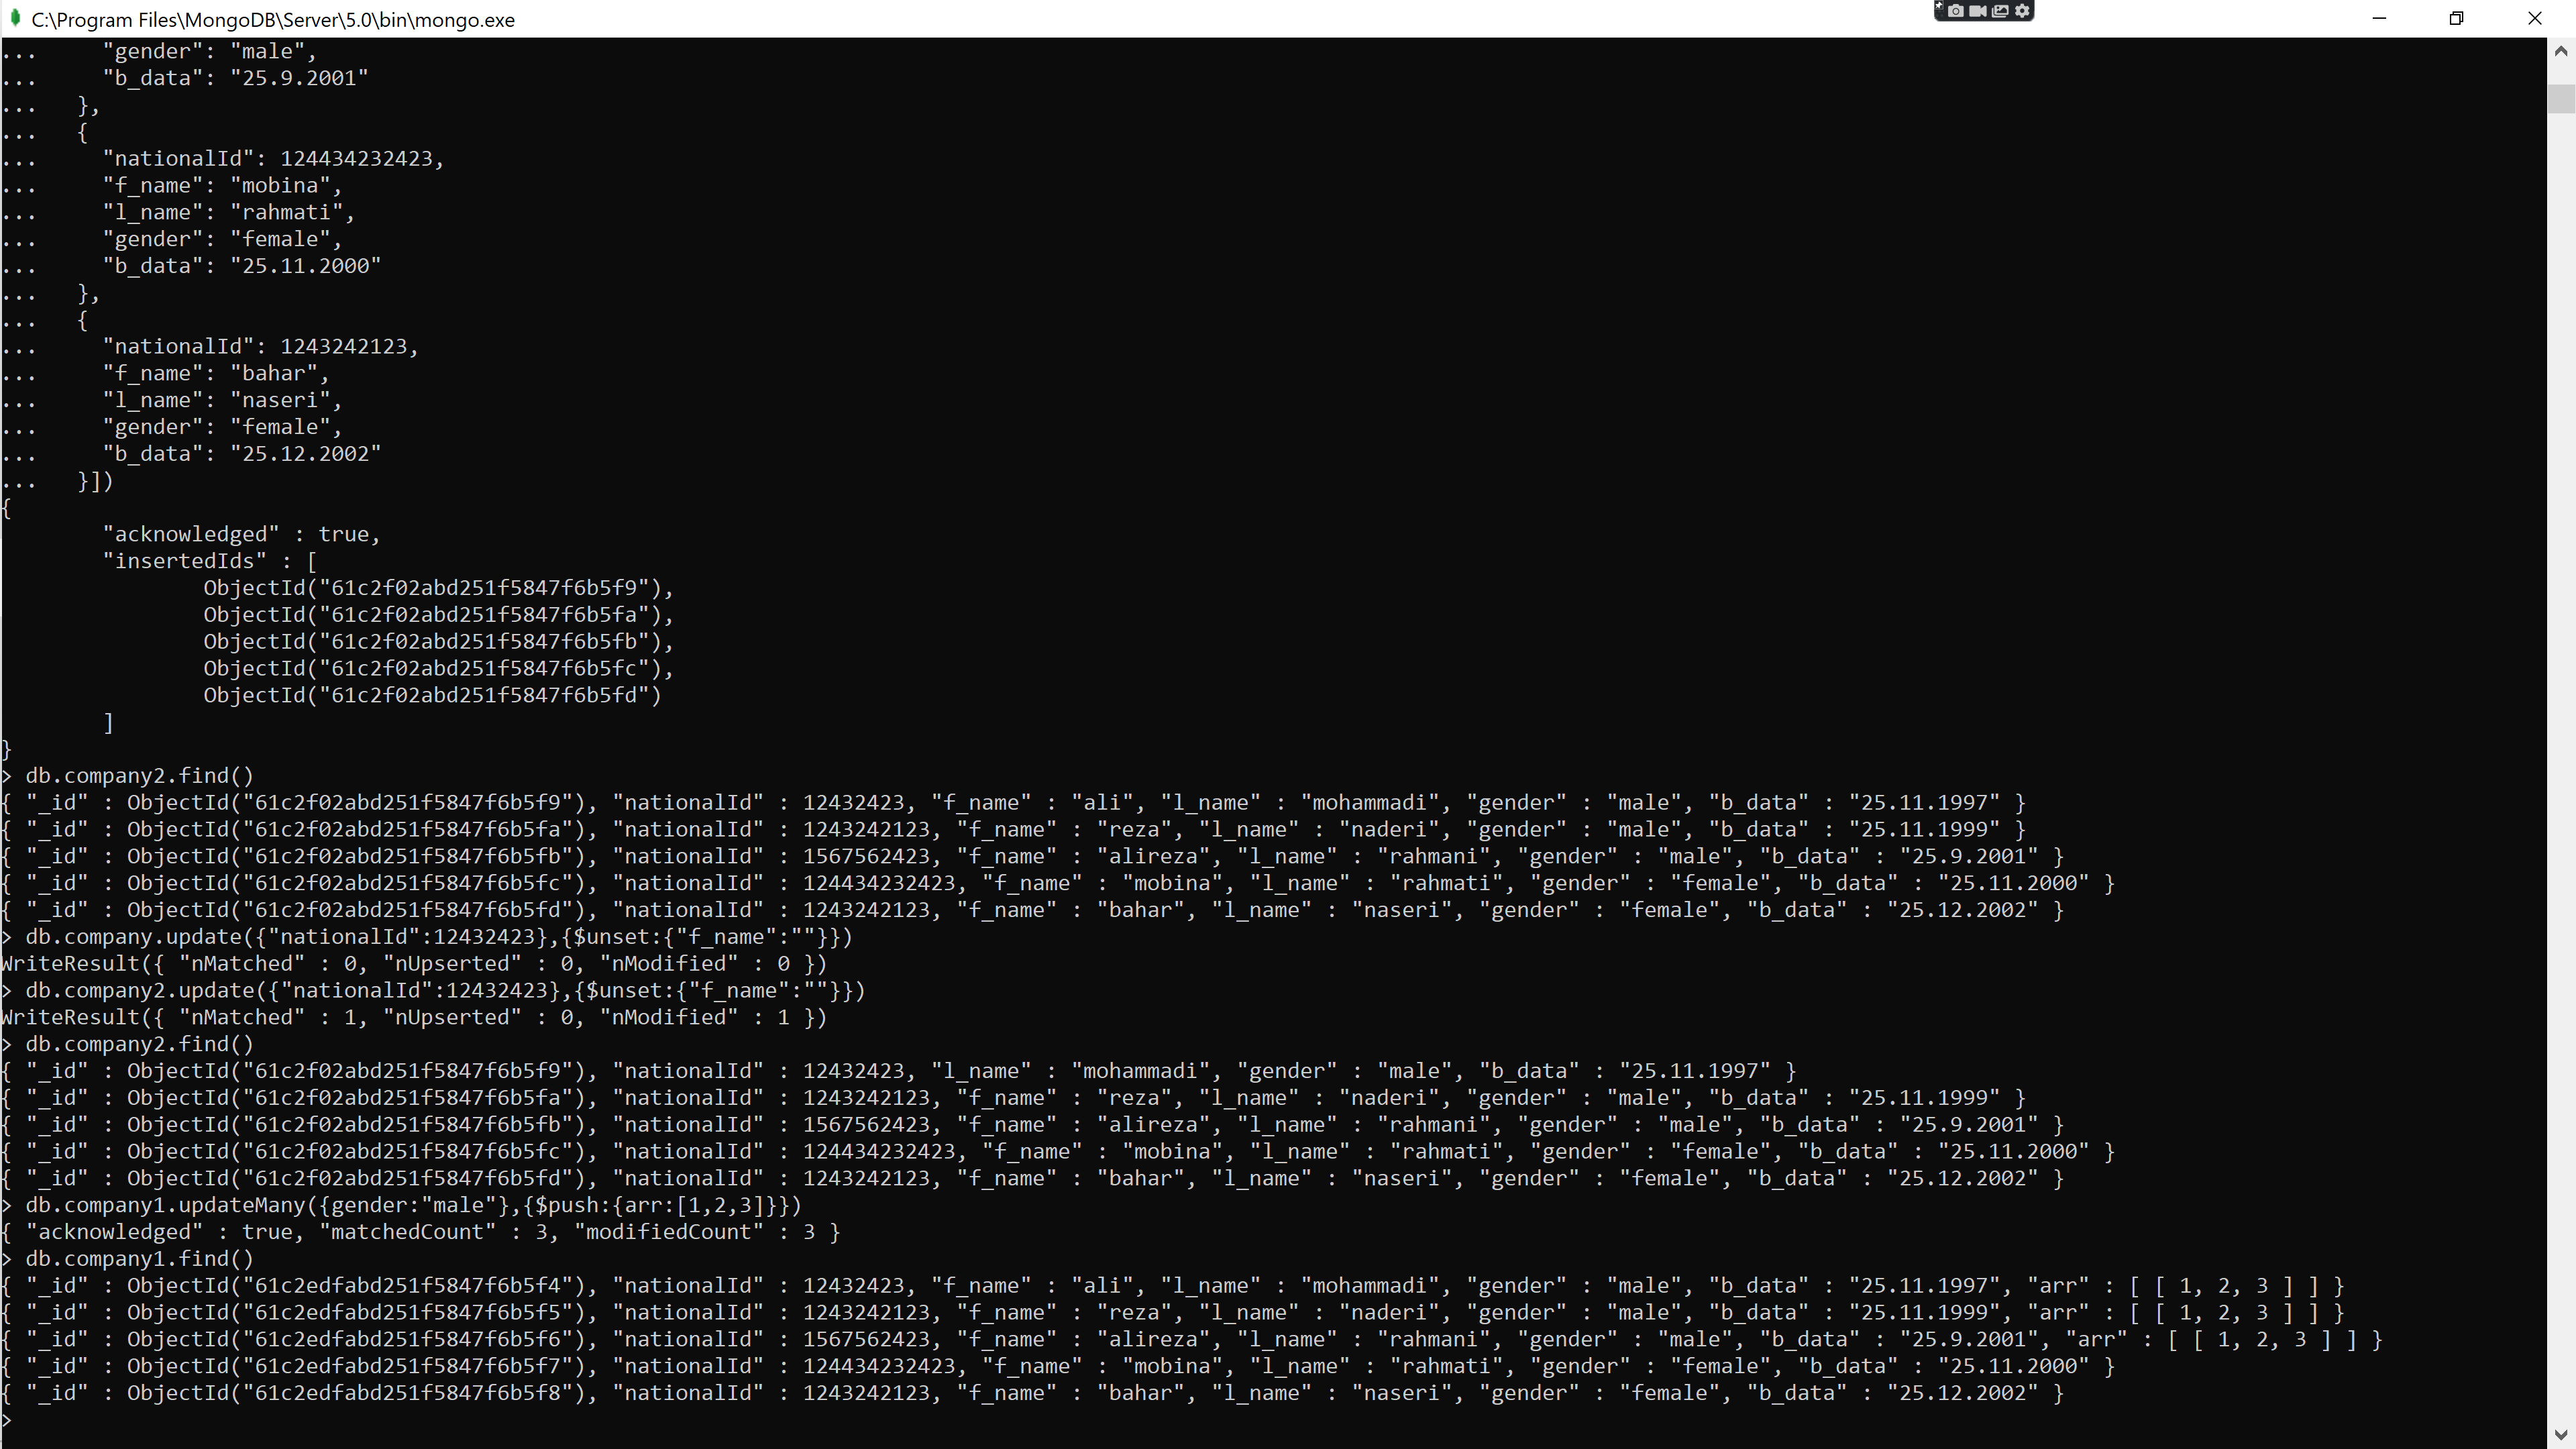 C:\Program Files\MongoDB\Server\5.0\bin\mongo.exe
...     "gender": "male",
...     "b_data": "25.9.2001"
...   },
...   {
...     "nationalId": 124434232423,
...     "f_name": "mobina",
...     "l_name": "rahmati",
...     "gender": "female",
...     "b_data": "25.11.2000"
...   },
...   {
...     "nationalId": 1243242123,
...     "f_name": "bahar",
...     "l_name": "naseri",
...     "gender": "female",
...     "b_data": "25.12.2002"
...   }])
{
        "acknowledged" : true,
        "insertedIds" : [
                ObjectId("61c2f02abd251f5847f6b5f9"),
                ObjectId("61c2f02abd251f5847f6b5fa"),
                ObjectId("61c2f02abd251f5847f6b5fb"),
                ObjectId("61c2f02abd251f5847f6b5fc"),
                ObjectId("61c2f02abd251f5847f6b5fd")
        ]
}
> db.company2.find()
{ "_id" : ObjectId("61c2f02abd251f5847f6b5f9"), "nationalId" : 12432423, "f_name" : "ali", "l_name" : "mohammadi", "gender" : "male", "b_data" : "25.11.1997" }
{ "_id" : ObjectId("61c2f02abd251f5847f6b5fa"), "nationalId" : 1243242123, "f_name" : "reza", "l_name" : "naderi", "gender" : "male", "b_data" : "25.11.1999" }
{ "_id" : ObjectId("61c2f02abd251f5847f6b5fb"), "nationalId" : 1567562423, "f_name" : "alireza", "l_name" : "rahmani", "gender" : "male", "b_data" : "25.9.2001" }
{ "_id" : ObjectId("61c2f02abd251f5847f6b5fc"), "nationalId" : 124434232423, "f_name" : "mobina", "l_name" : "rahmati", "gender" : "female", "b_data" : "25.11.2000" }
{ "_id" : ObjectId("61c2f02abd251f5847f6b5fd"), "nationalId" : 1243242123, "f_name" : "bahar", "l_name" : "naseri", "gender" : "female", "b_data" : "25.12.2002" }
> db.company.update({"nationalId":12432423},{$unset:{"f_name":""}})
WriteResult({ "nMatched" : 0, "nUpserted" : 0, "nModified" : 0 })
> db.company2.update({"nationalId":12432423},{$unset:{"f_name":""}})
WriteResult({ "nMatched" : 1, "nUpserted" : 0, "nModified" : 1 })
> db.company2.find()
{ "_id" : ObjectId("61c2f02abd251f5847f6b5f9"), "nationalId" : 12432423, "l_name" : "mohammadi", "gender" : "male", "b_data" : "25.11.1997" }
{ "_id" : ObjectId("61c2f02abd251f5847f6b5fa"), "nationalId" : 1243242123, "f_name" : "reza", "l_name" : "naderi", "gender" : "male", "b_data" : "25.11.1999" }
{ "_id" : ObjectId("61c2f02abd251f5847f6b5fb"), "nationalId" : 1567562423, "f_name" : "alireza", "l_name" : "rahmani", "gender" : "male", "b_data" : "25.9.2001" }
{ "_id" : ObjectId("61c2f02abd251f5847f6b5fc"), "nationalId" : 124434232423, "f_name" : "mobina", "l_name" : "rahmati", "gender" : "female", "b_data" : "25.11.2000" }
{ "_id" : ObjectId("61c2f02abd251f5847f6b5fd"), "nationalId" : 1243242123, "f_name" : "bahar", "l_name" : "naseri", "gender" : "female", "b_data" : "25.12.2002" }
> db.company1.updateMany({gender:"male"},{$push:{arr:[1,2,3]}})
{ "acknowledged" : true, "matchedCount" : 3, "modifiedCount" : 3 }
> db.company1.find()
{ "_id" : ObjectId("61c2edfabd251f5847f6b5f4"), "nationalId" : 12432423, "f_name" : "ali", "l_name" : "mohammadi", "gender" : "male", "b_data" : "25.11.1997", "arr" : [ [ 1, 2, 3 ] ] }
{ "_id" : ObjectId("61c2edfabd251f5847f6b5f5"), "nationalId" : 1243242123, "f_name" : "reza", "l_name" : "naderi", "gender" : "male", "b_data" : "25.11.1999", "arr" : [ [ 1, 2, 3 ] ] }
{ "_id" : ObjectId("61c2edfabd251f5847f6b5f6"), "nationalId" : 1567562423, "f_name" : "alireza", "l_name" : "rahmani", "gender" : "male", "b_data" : "25.9.2001", "arr" : [ [ 1, 2, 3 ] ] }
{ "_id" : ObjectId("61c2edfabd251f5847f6b5f7"), "nationalId" : 124434232423, "f_name" : "mobina", "l_name" : "rahmati", "gender" : "female", "b_data" : "25.11.2000" }
{ "_id" : ObjectId("61c2edfabd251f5847f6b5f8"), "nationalId" : 1243242123, "f_name" : "bahar", "l_name" : "naseri", "gender" : "female", "b_data" : "25.12.2002" }
>